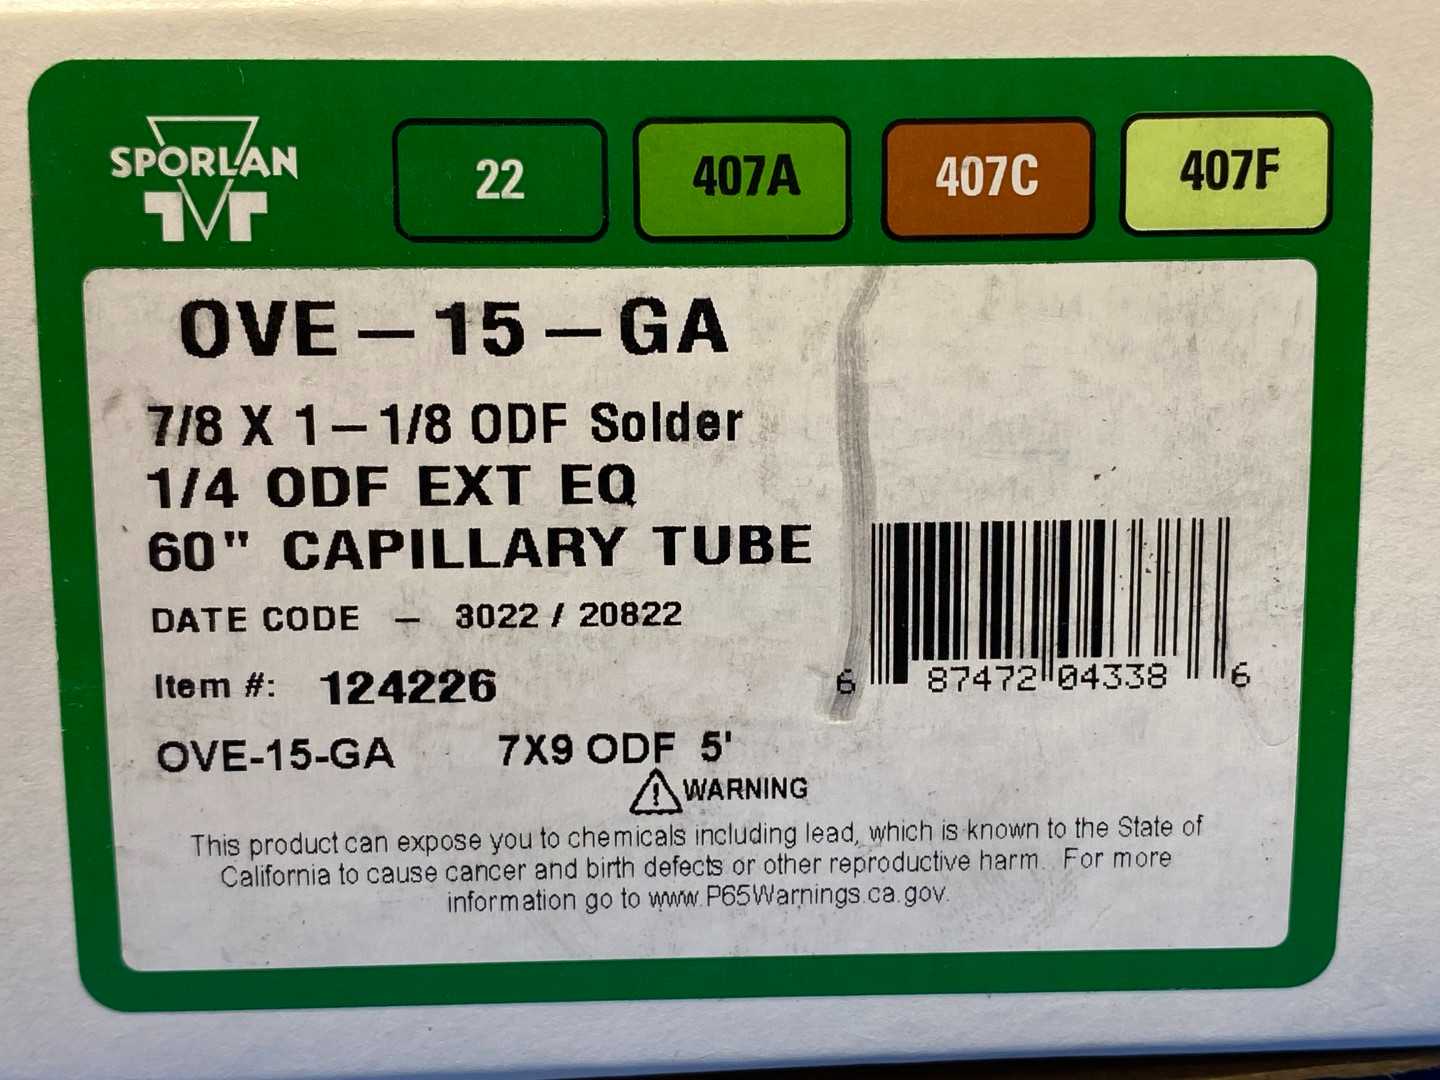 SPORLAN
22 407A 407C 407F
OVE – 15 – GA
7/8 X 1 – 1/8 ODF Solder
1/4 ODF EXT EQ
60" CAPILLARY TUBE
DATE CODE – 3022 / 20822
Item #: 124226
6 87472 04338 6
OVE-15-GA 7X9 ODF 5'
WARNING
This product can expose you to chemicals including lead, which is known to the State of
California to cause cancer and birth defects or other reproductive harm. For more
information go to www.P65Warnings.ca.gov.